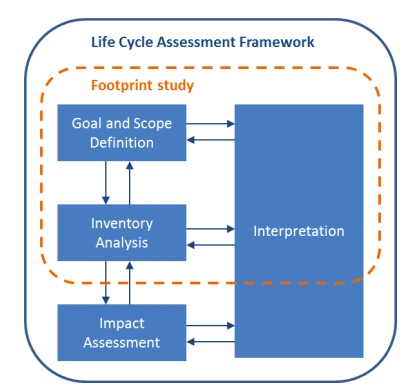 Life Cycle Assessment Framework
Footprint study
Goal and Scope
Definition
Inventory
Analysis
Interpretation
Impact
Assessment